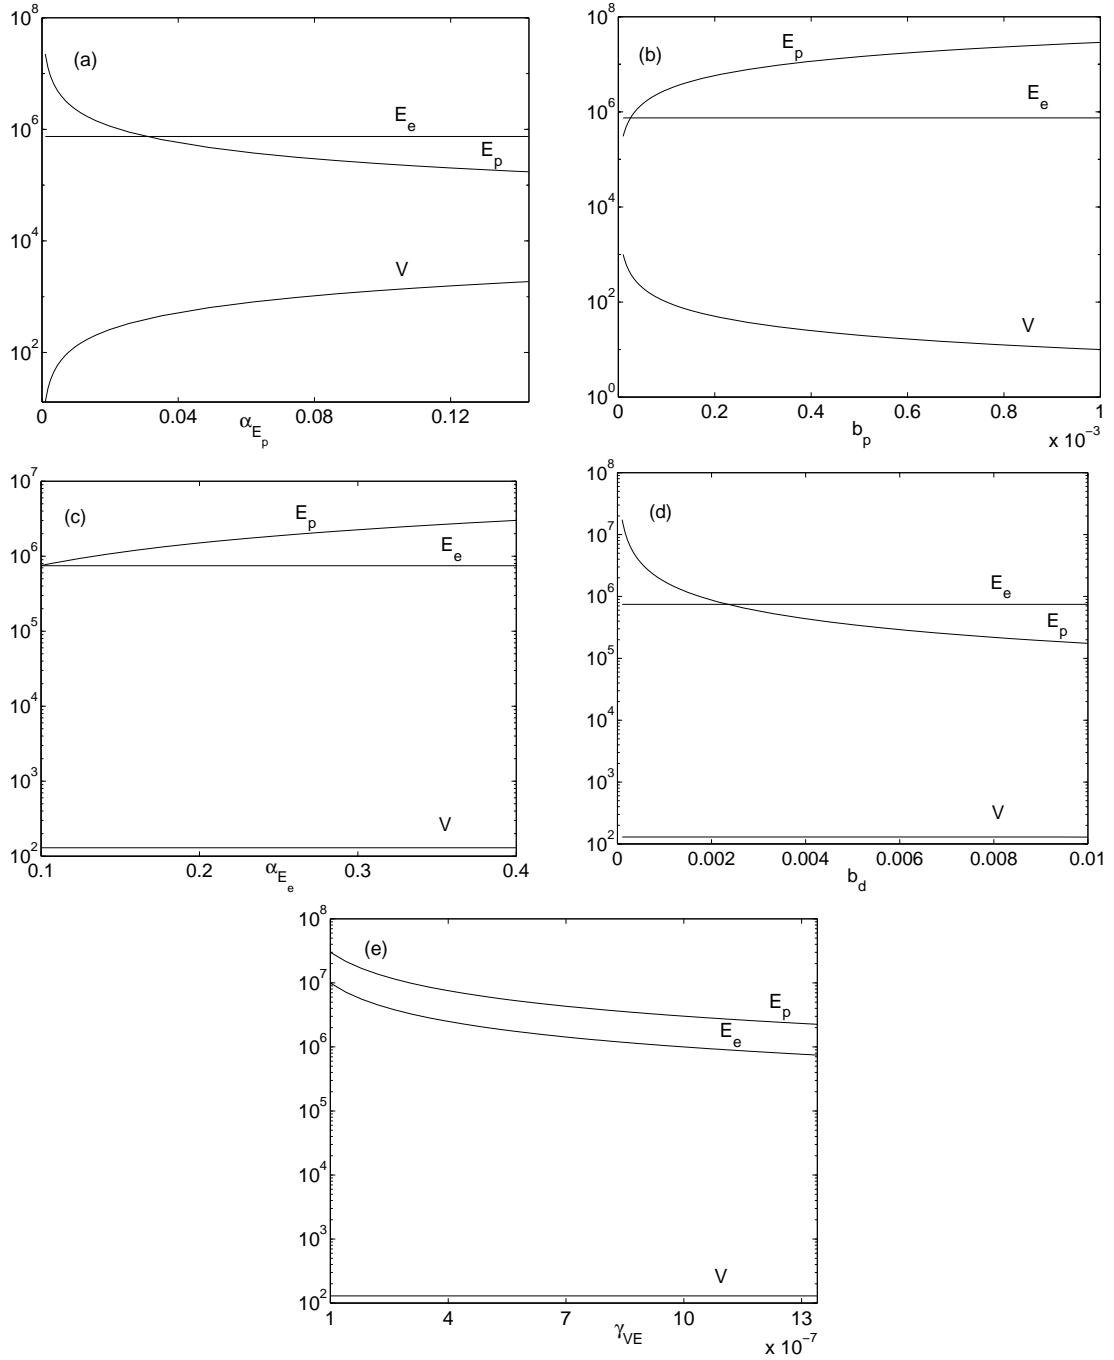 (a)
10^8
10^6
10^4
10^2
E_e
E_p
V
0 0.04 0.08 0.12
α_{E_p}
(b)
10^8
10^6
10^4
10^2
10^0
E_p
E_e
V
0 0.2 0.4 0.6 0.8 1
b_p
x 10^{−3}
(c)
10^7
10^6
10^5
10^4
10^3
10^2
E_p
E_e
V
0.1 0.2 0.3 0.4
α_{E_e}
(d)
10^8
10^7
10^6
10^5
10^4
10^3
10^2
E_e
E_p
V
0 0.002 0.004 0.006 0.008 0.01
b_d
(e)
10^8
10^7
10^6
10^5
10^4
10^3
10^2
E_p
E_e
V
1 4 7 10 13
γ_{VE}
x 10^{−7}